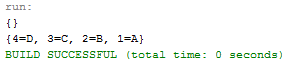 run:
{}
{4=D, 3=C, 2=B, 1=A}
BUILD SUCCESSFUL (total time: 0 seconds)